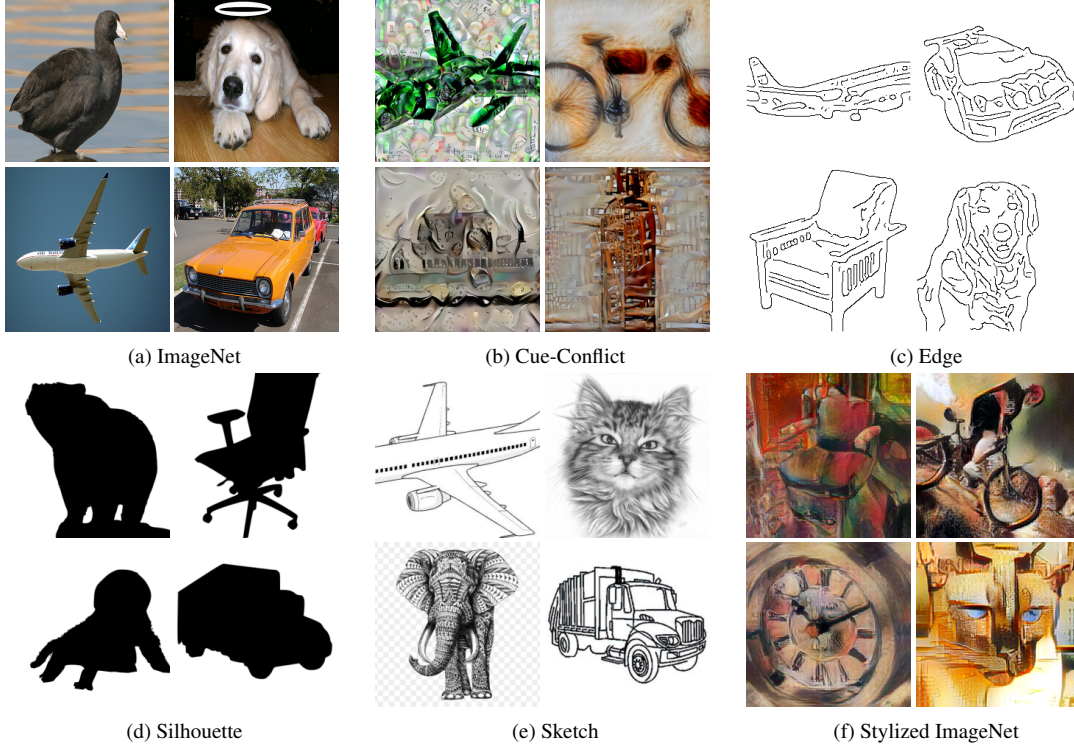 (a) ImageNet
(b) Cue-Conflict
(c) Edge
(d) Silhouette
(e) Sketch
(f) Stylized ImageNet